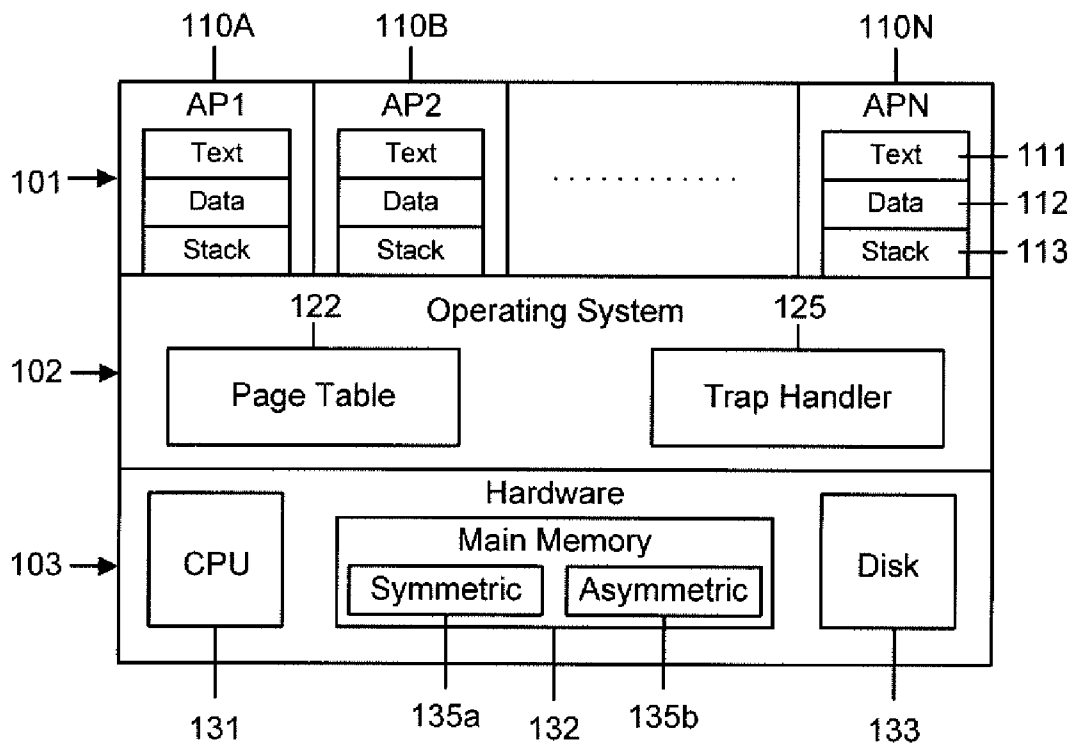 110A 110B 110N
AP1 AP2 APN
Text Text Text 111
101 ............
Data Data Data 112
Stack Stack Stack 113
122 Operating System 125
102 Page Table Trap Handler
Hardware
Main Memory
103 CPU Disk
Symmetric Asymmetric
131 135a 132 135b 133